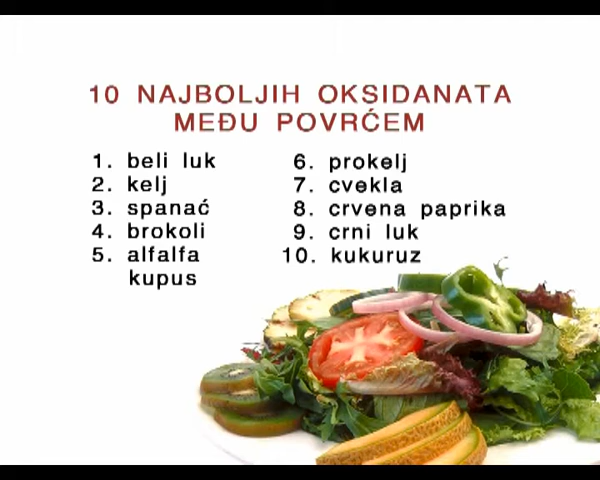 10 NAJBOLJIH OKSIDANATA
MEĐU POVRĆEM
1. beli luk
2. kelj
3. spanać
4. brokoli
5. alfalfa
kupus
6. prokelj
7. cvekla
8. crvena paprika
9. crni luk
10. kukuruz